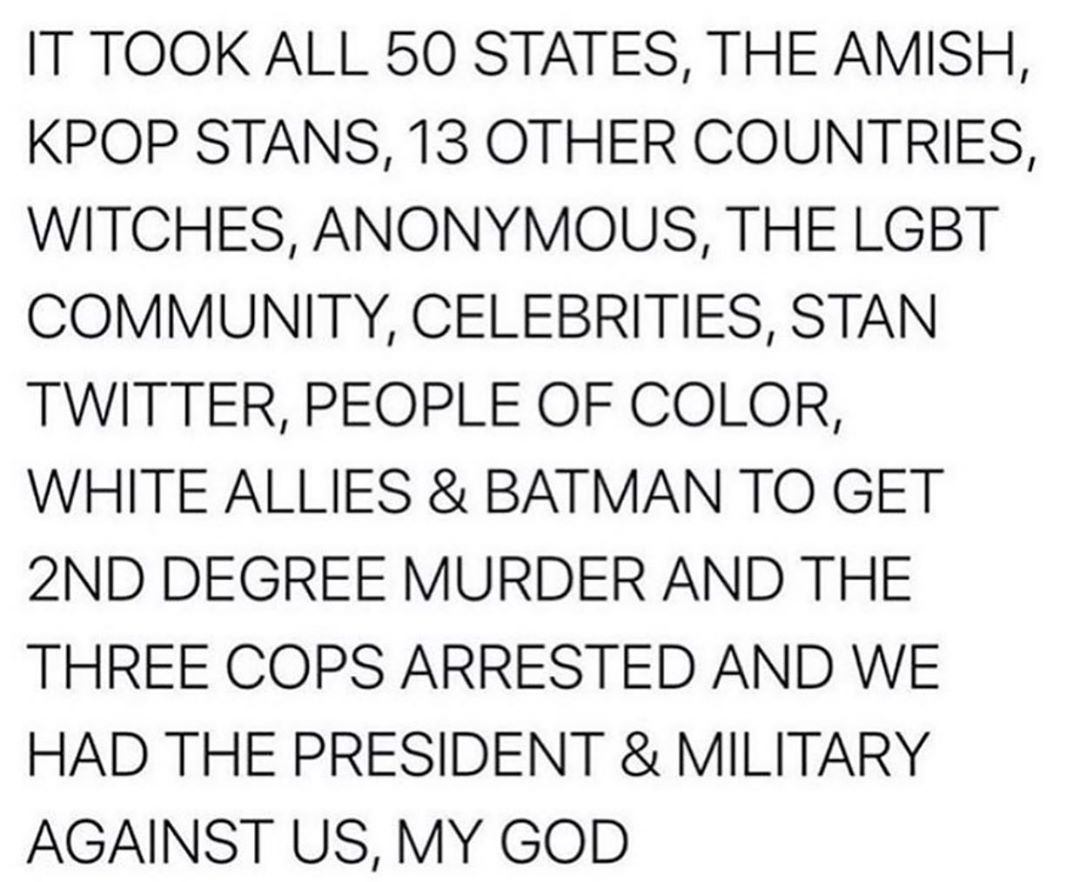 IT TOOK ALL 50 STATES, THE AMISH,
KPOP STANS, 13 OTHER COUNTRIES,
WITCHES, ANONYMOUS, THE LGBT
COMMUNITY, CELEBRITIES, STAN
TWITTER, PEOPLE OF COLOR,
WHITE ALLIES & BATMAN TO GET
2ND DEGREE MURDER AND THE
THREE COPS ARRESTED AND WE
HAD THE PRESIDENT & MILITARY
AGAINST US, MY GOD